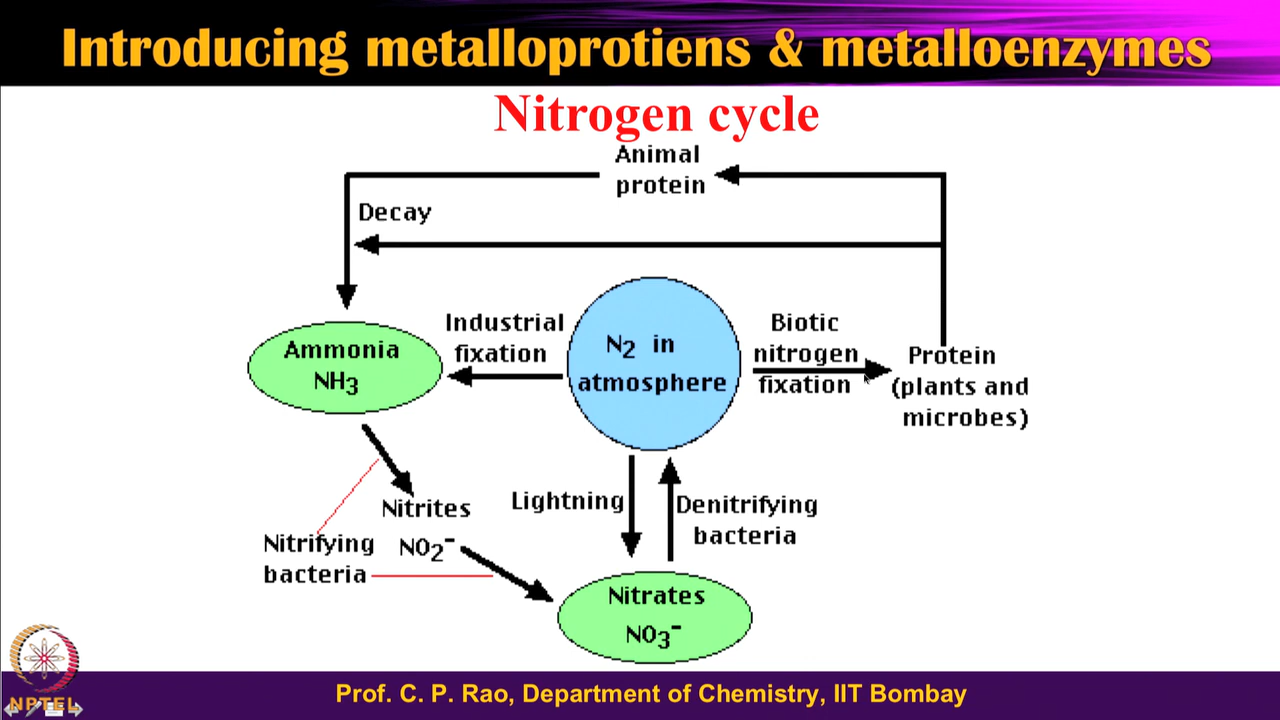 Introducing metalloprotiens & metalloenzymes
Nitrogen cycle
Animal
protein
Decay
Industrial
fixation
N2 in
atmosphere
Biotic
nitrogen
fixation
Protein
(plants and
microbes)
Ammonia
NH3
Nitrites
NO2-
Nitrifying
bacteria
Lightning
Denitrifying
bacteria
Nitrates
NO3-
NPTEL
Prof. C. P. Rao, Department of Chemistry, IIT Bombay